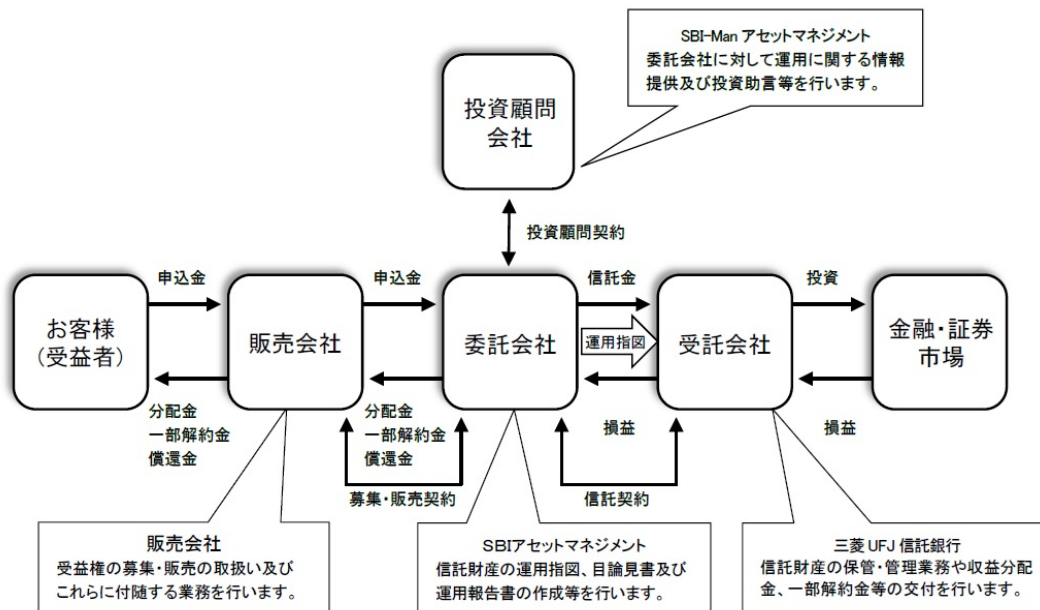 SBI-Man アセットマネジメント
委託会社に対して運用に関する情報
提供及び投資助言等を行います。
投資顧問
会社
投資顧問契約
申込金
申込金
信託金
投資
お客様
(受益者)
販売会社
委託会社
運用指図
受託会社
金融・証券
市場
分配金
一部解約金
償還金
分配金
一部解約金
償還金
損益
損益
募集・販売契約
信託契約
販売会社
受益権の募集・販売の取扱い及び
これらに付随する業務を行います。
SBIアセットマネジメント
信託財産の運用指図、目論見書及び
運用報告書の作成等を行います。
三菱 UFJ 信託銀行
信託財産の保管・管理業務や収益分配
金、一部解約金等の交付を行います。